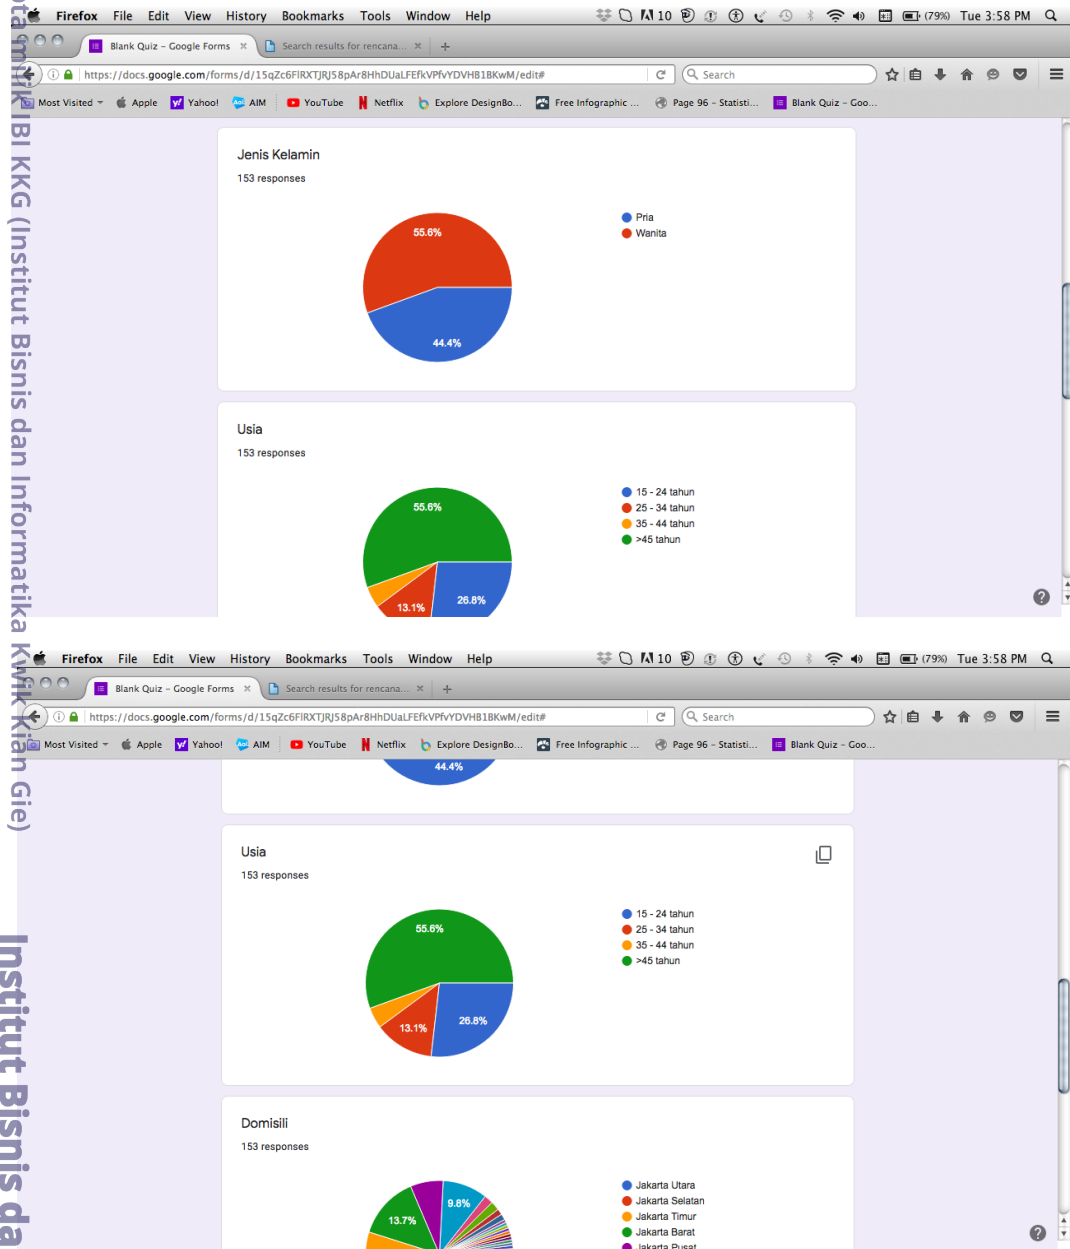 Firefox File Edit View History Bookmarks Tools Window Help 10 (79%) Tue 3:58 PM
Blank Quiz – Google Forms × Search results for rencana... × +
https://docs.google.com/forms/d/15qZc6FlRXTJRJ58pAr8HhDUaLFEfkVPfvYDVHB1BKwM/edit# Search
Most Visited Apple Yahoo! AIM YouTube Netflix Explore DesignBo... Free Infographic ... Page 96 – Statisti... Blank Quiz – Goo...
Jenis Kelamin
153 responses
55.6%
44.4%
Pria
Wanita
Usia
153 responses
55.6%
13.1%
26.8%
15 - 24 tahun
25 - 34 tahun
35 - 44 tahun
>45 tahun
Firefox File Edit View History Bookmarks Tools Window Help 10 (79%) Tue 3:58 PM
Blank Quiz – Google Forms × Search results for rencana... × +
https://docs.google.com/forms/d/15qZc6FlRXTJRJ58pAr8HhDUaLFEfkVPfvYDVHB1BKwM/edit# Search
Most Visited Apple Yahoo! AIM YouTube Netflix Explore DesignBo... Free Infographic ... Page 96 – Statisti... Blank Quiz – Goo...
44.4%
Usia
153 responses
55.6%
13.1%
26.8%
15 - 24 tahun
25 - 34 tahun
35 - 44 tahun
>45 tahun
Domisili
153 responses
13.7%
9.8%
Jakarta Utara
Jakarta Selatan
Jakarta Timur
Jakarta Barat
Jakarta Pusat
IBI KKG (Institut Bisnis dan Informatika Kwik Kian Gie)
Institut Bisnis da